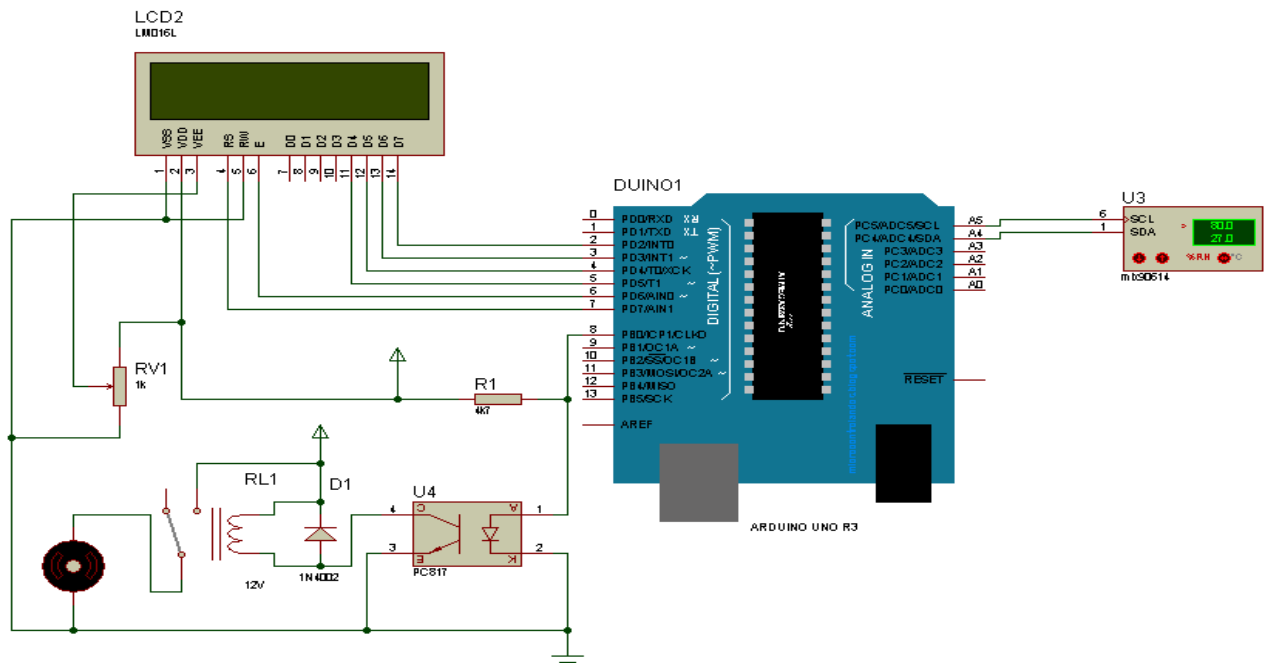 LCD2
LM016L
VSS VDD VEE RS RW E D0 D1 D2 D3 D4 D5 D6 D7
1 2 3 4 5 6 7 8 9 10 11 12 13 14
DUINO1
0 PD0/RXD RX
1 PD1/TXD TX
2 PD2/INT0
3 PD3/INT1 ~
4 PD4/T0/XCK
5 PD5/T1 ~
6 PD6/AIN0 ~
7 PD7/AIN1
8 PB0/ICP1/CLKO
9 PB1/OC1A ~
10 PB2/SS/OC1B ~
11 PB3/MOSI/OC2A ~
12 PB4/MISO
13 PB5/SCK
AREF
DIGITAL (~PWM)
ANALOG IN
PC5/ADC5/SCL A5
PC4/ADC4/SDA A4
PC3/ADC3 A3
PC2/ADC2 A2
PC1/ADC1 A1
PC0/ADC0 A0
RESET
ARDUINO UNO R3
U3
6 SCL
1 SDA
80.0
27.0
%RH °C
mlx90614
RV1
1k
R1
4k7
RL1
12V
D1
1N4002
U4
4 C A 1
3 E K 2
PC817